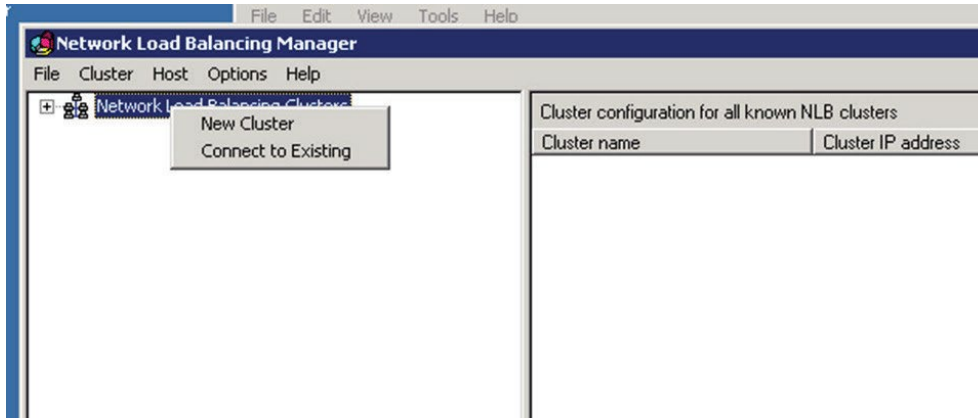 File Edit View Tools Help
Network Load Balancing Manager
File Cluster Host Options Help
Network Load Balancing Clusters
New Cluster
Connect to Existing
Cluster configuration for all known NLB clusters
Cluster name Cluster IP address